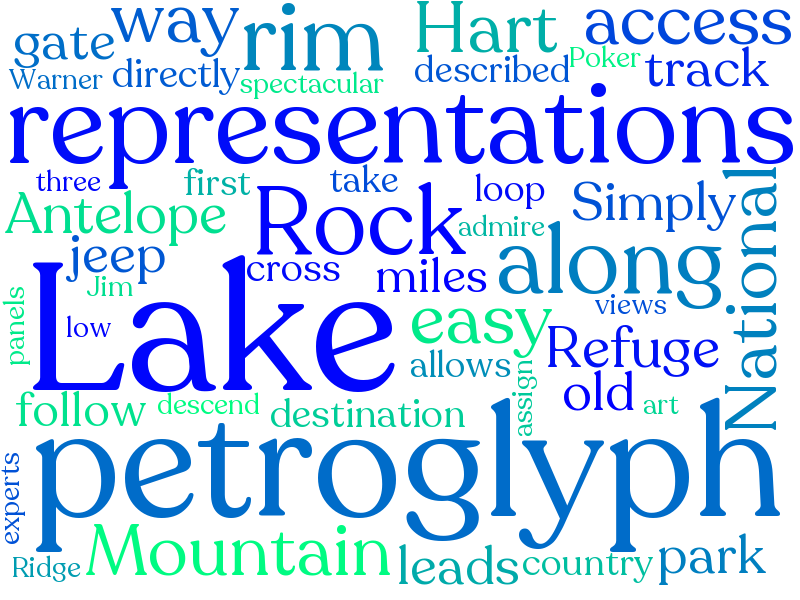 way
rim
Hart
access
gate
Warner
directly
spectacular
described
Poker
track
representations
three
first
take
loop
Simply
National
Antelope
Rock
admire
along
jeep
cross
miles
Jim
views
panels
low
Lake
easy
Refuge
allows
old
follow
descend
destination
assign
art
petroglyph
experts
Ridge
Mountain
leads
country
park